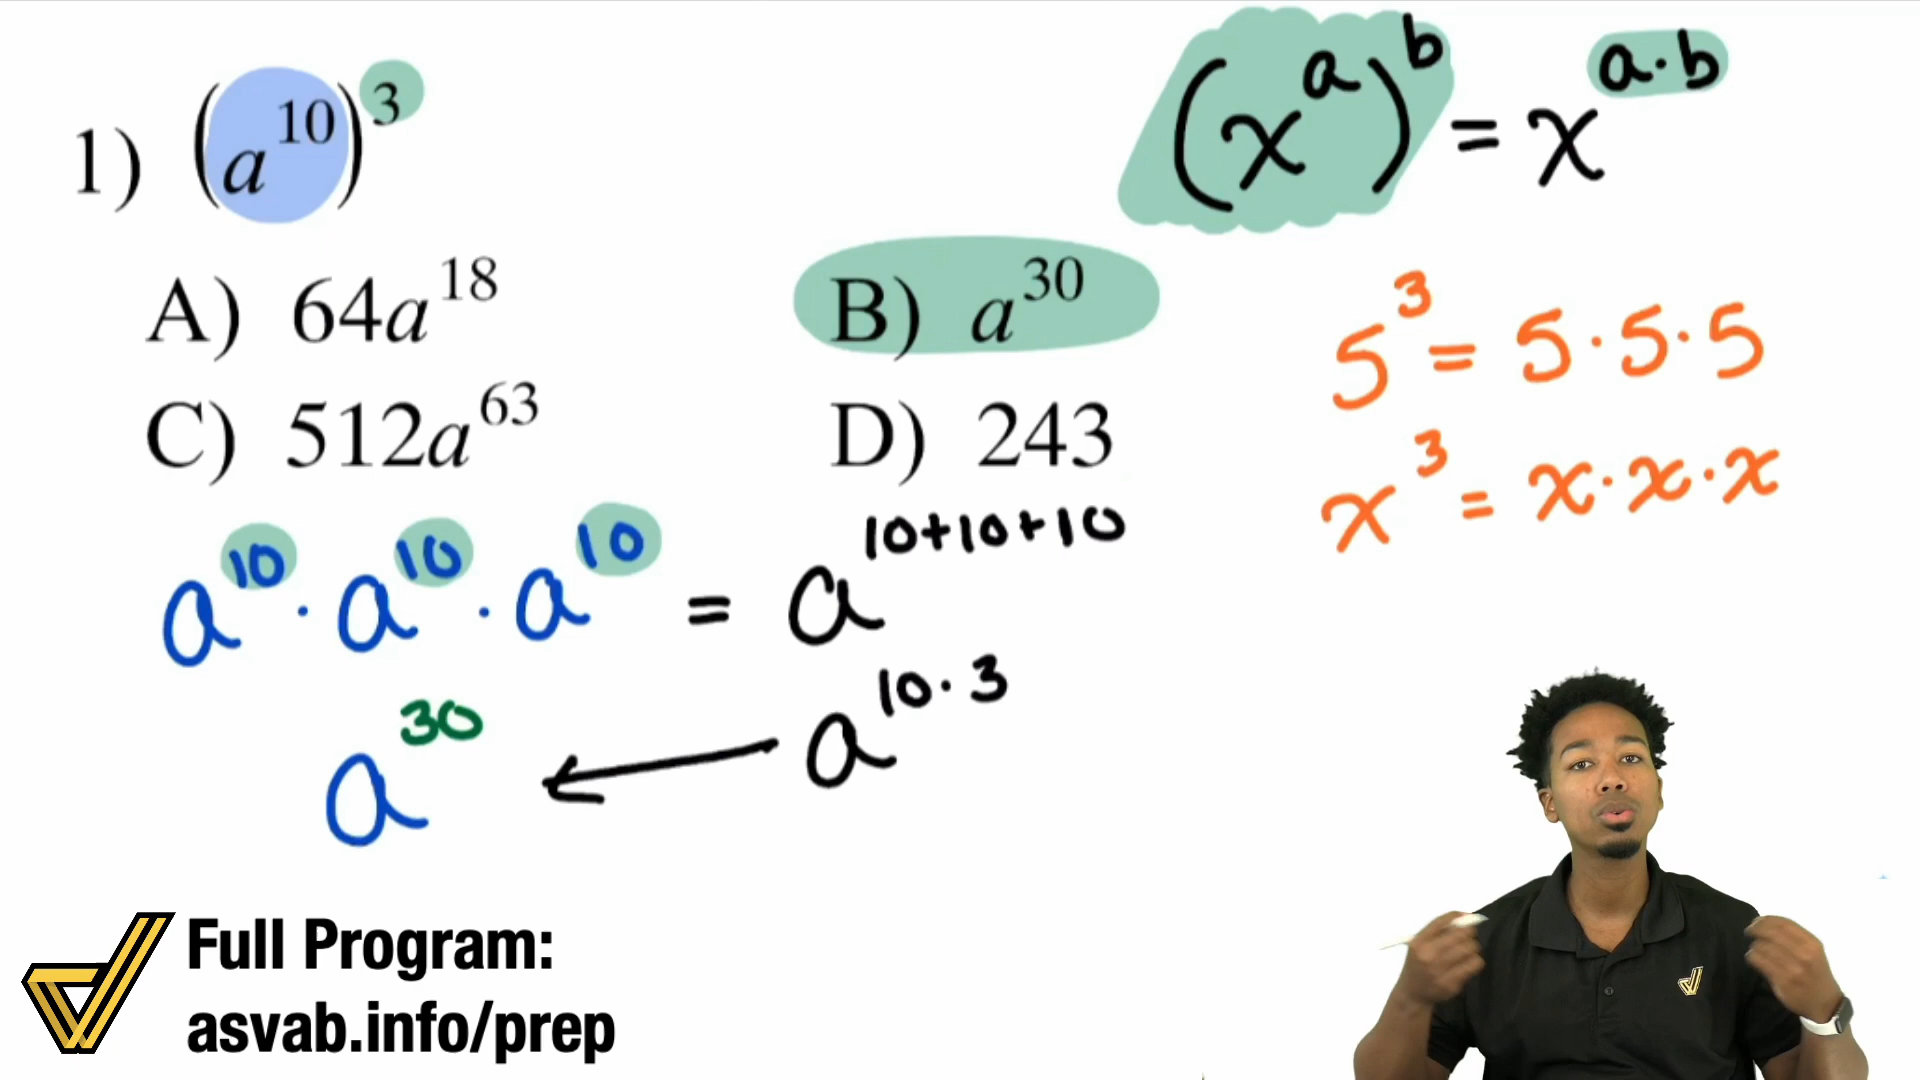 1) (a^10)^3
(x^a)^b = x^(a·b)
A) 64a^18
B) a^30
C) 512a^63
D) 243
5^3 = 5·5·5
x^3 = x·x·x
a^10 · a^10 · a^10 = a^(10+10+10)
a^30 ← a^(10·3)
Full Program:
asvab.info/prep